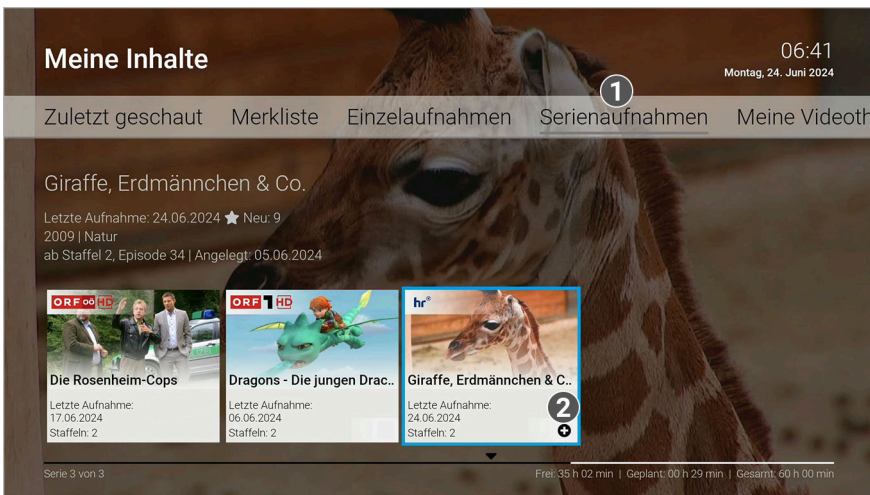 Meine Inhalte
06:41
Montag, 24. Juni 2024
1
Zuletzt geschaut Merkliste Einzelaufnahmen Serienaufnahmen Meine Videoth
Giraffe, Erdmännchen & Co.
Letzte Aufnahme: 24.06.2024 ★ Neu: 9
2009 | Natur
ab Staffel 2, Episode 34 | Angelegt: 05.06.2024
ORF OÖ HD
Die Rosenheim-Cops
Letzte Aufnahme:
17.06.2024
Staffeln: 2
ORF 1 HD
Dragons - Die jungen Drac..
Letzte Aufnahme:
06.06.2024
Staffeln: 2
hr
Giraffe, Erdmännchen & C..
Letzte Aufnahme:
24.06.2024
Staffeln: 2
2
Serie 3 von 3
Frei: 35 h 02 min | Geplant: 00 h 29 min | Gesamt: 60 h 00 min